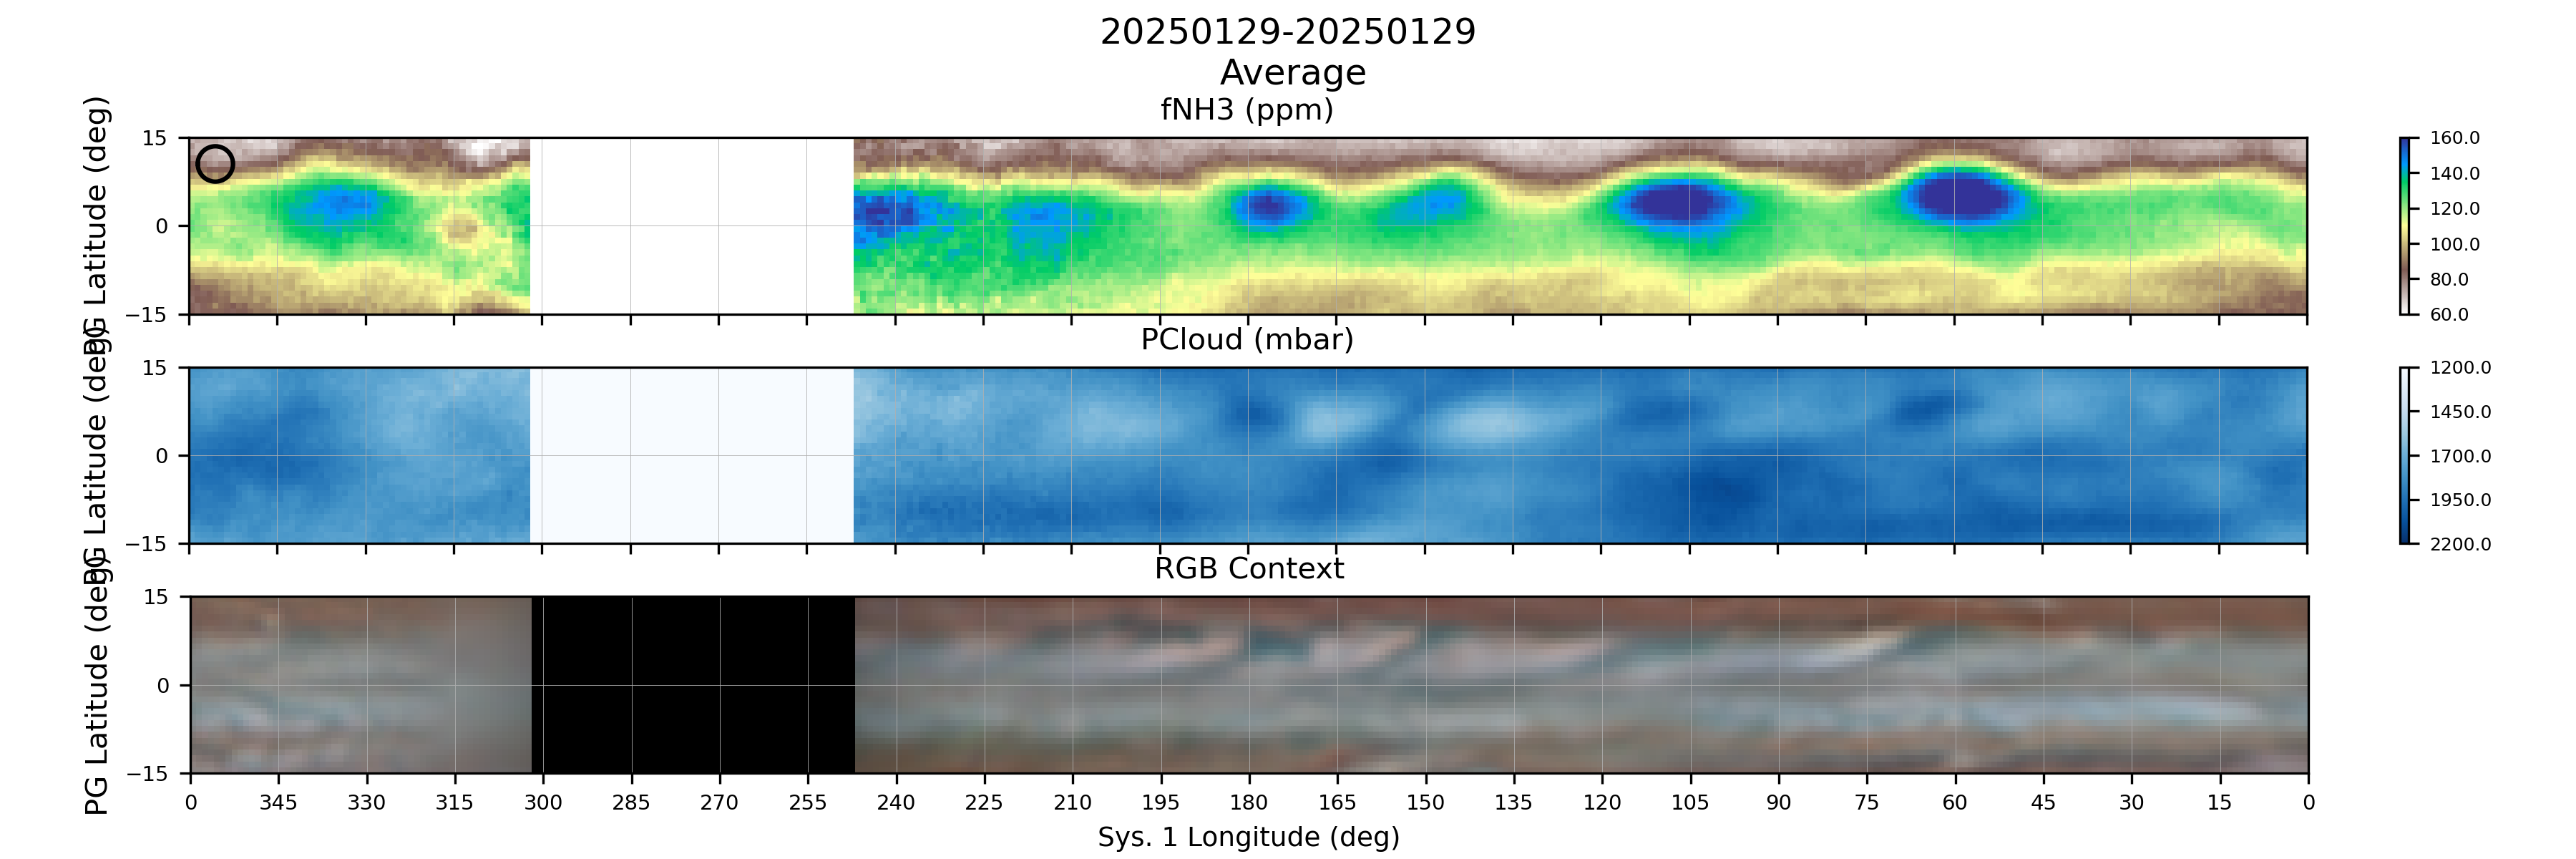 20250129-20250129
Average
fNH3 (ppm)
PG Latitude (deg)
15
0
−15
160.0
140.0
120.0
100.0
80.0
60.0
PCloud (mbar)
PG Latitude (deg)
15
0
−15
1200.0
1450.0
1700.0
1950.0
2200.0
RGB Context
PG Latitude (deg)
15
0
−15
0 345 330 315 300 285 270 255 240 225 210 195 180 165 150 135 120 105 90 75 60 45 30 15 0
Sys. 1 Longitude (deg)